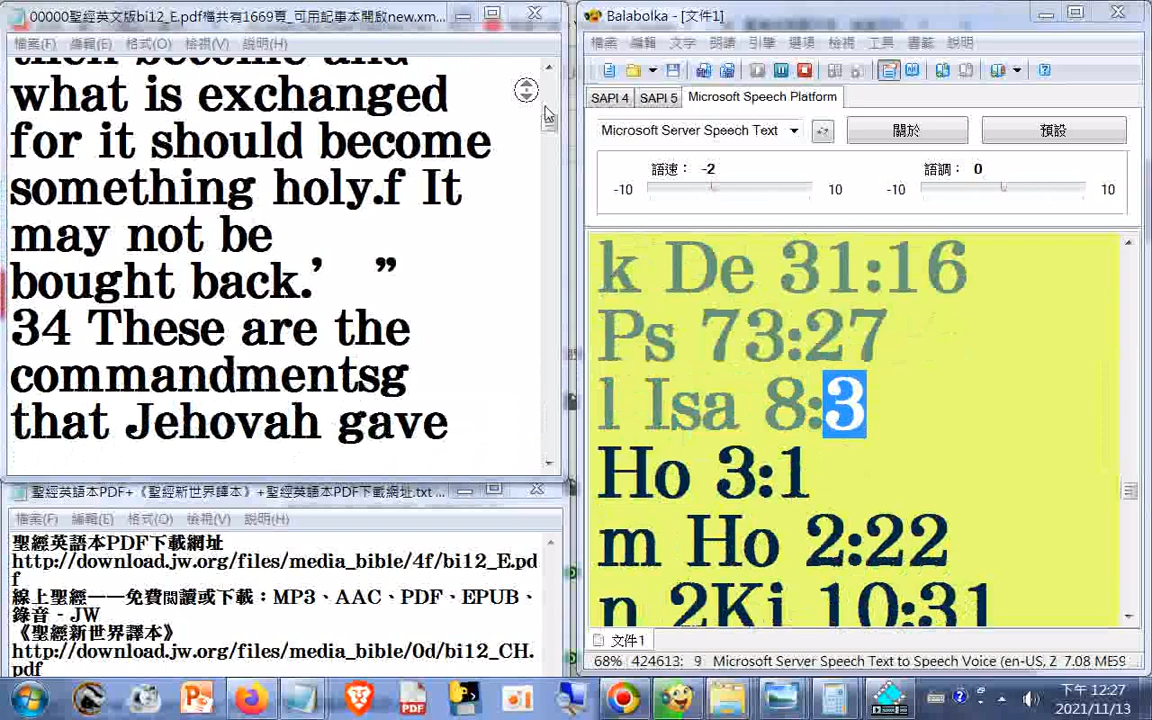 00000聖經英文版bi12_E.pdf檔共有1669頁_可用記事本開啟new.xm...
檔案(F) 編輯(E) 格式(O) 檢視(V) 說明(H)
then become and
what is exchanged
for it should become
something holy.f It
may not be
bought back.’ ”
34 These are the
commandmentsg
that Jehovah gave
聖經英語本PDF+《聖經新世界譯本》+聖經英語本PDF下載網址.txt ...
檔案(F) 編輯(E) 格式(O) 檢視(V) 說明(H)
聖經英語本PDF下載網址
http://download.jw.org/files/media_bible/4f/bi12_E.pd
f
線上聖經——免費閱讀或下載：MP3、AAC、PDF、EPUB、
錄音 - JW
《聖經新世界譯本》
http://download.jw.org/files/media_bible/0d/bi12_CH.
pdf
Balabolka - [文件1]
檔案 編輯 文字 朗讀 引擎 選項 檢視 工具 書籤 說明
SAPI 4 SAPI 5 Microsoft Speech Platform
Microsoft Server Speech Text 關於 預設
語速： -2 語調： 0
-10 10 -10 10
k De 31:16
Ps 73:27
l Isa 8:3
Ho 3:1
m Ho 2:22
n 2Ki 10:31
文件1
68% 424613: 9 Microsoft Server Speech Text to Speech Voice (en-US, Z 7.08 ME59
下午 12:27
2021/11/13